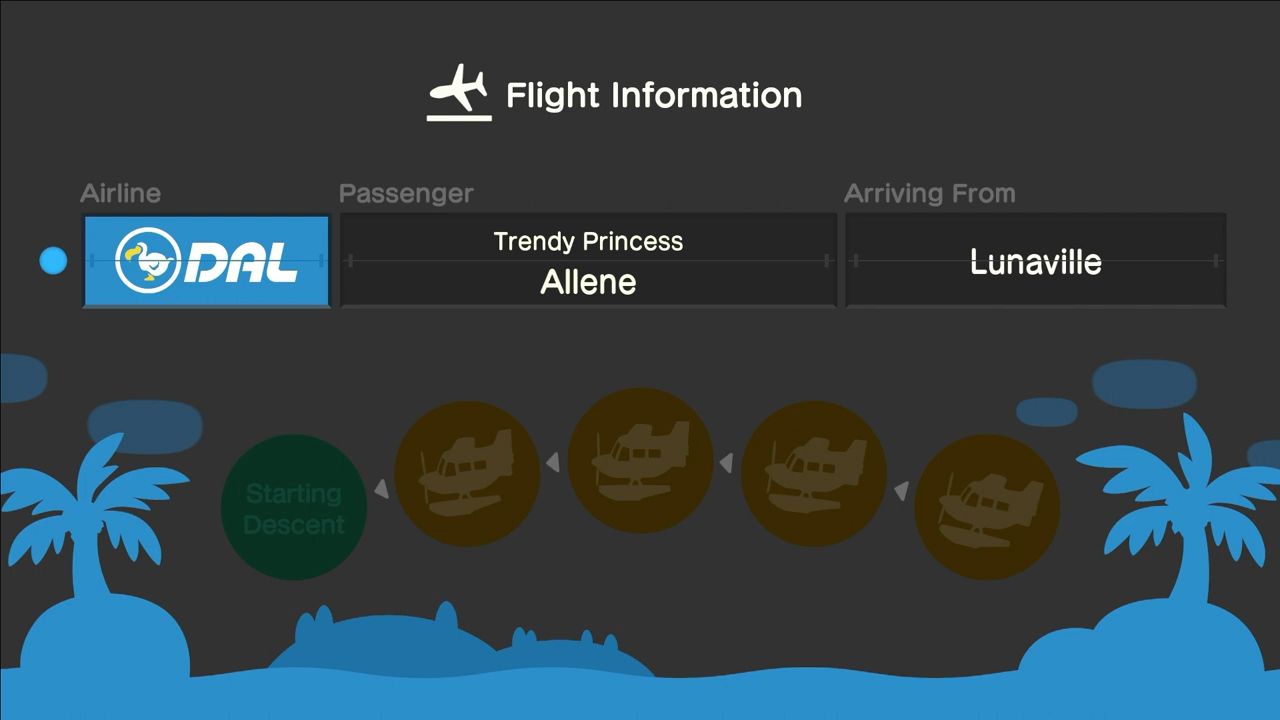 Flight Information
Airline
Passenger
Arriving From
DAL
Trendy Princess
Allene
Lunaville
Starting
Descent